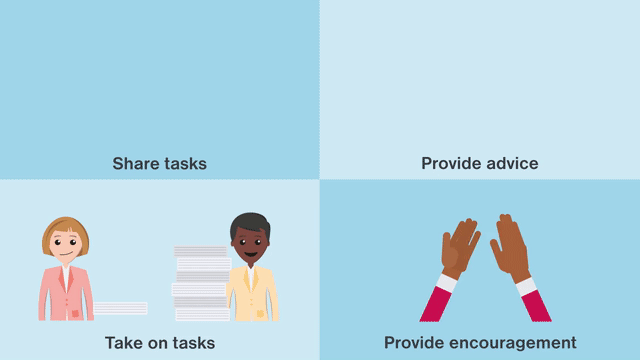 Share tasks
Provide advice
Take on tasks
Provide encouragement